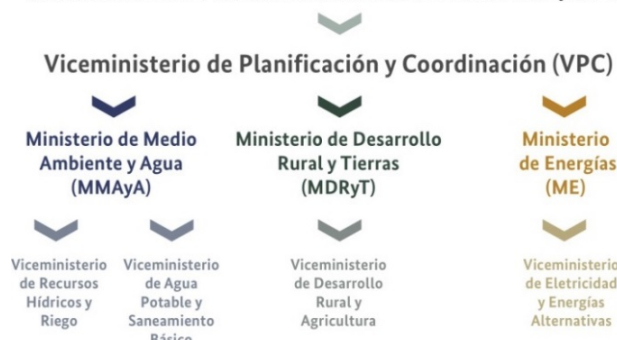 Viceministerio de Planificación y Coordinación (VPC)
Ministerio de Medio
Ambiente y Agua
(MMAyA)
Ministerio de Desarrollo
Rural y Tierras
(MDRyT)
Ministerio
de Energías
(ME)
Viceministerio
de Recursos
Hídricos y
Riego
Viceministerio
de Agua
Potable y
Saneamiento
Básico
Viceministerio
de Desarrollo
Rural y
Agricultura
Viceministerio
de Eletricidad
y Energías
Alternativas